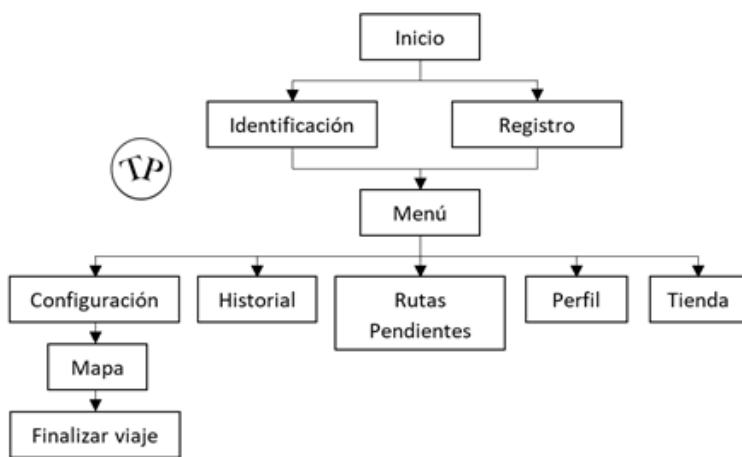 Inicio
Identificación
Registro
TP
Menú
Configuración
Historial
Rutas
Pendientes
Perfil
Tienda
Mapa
Finalizar viaje